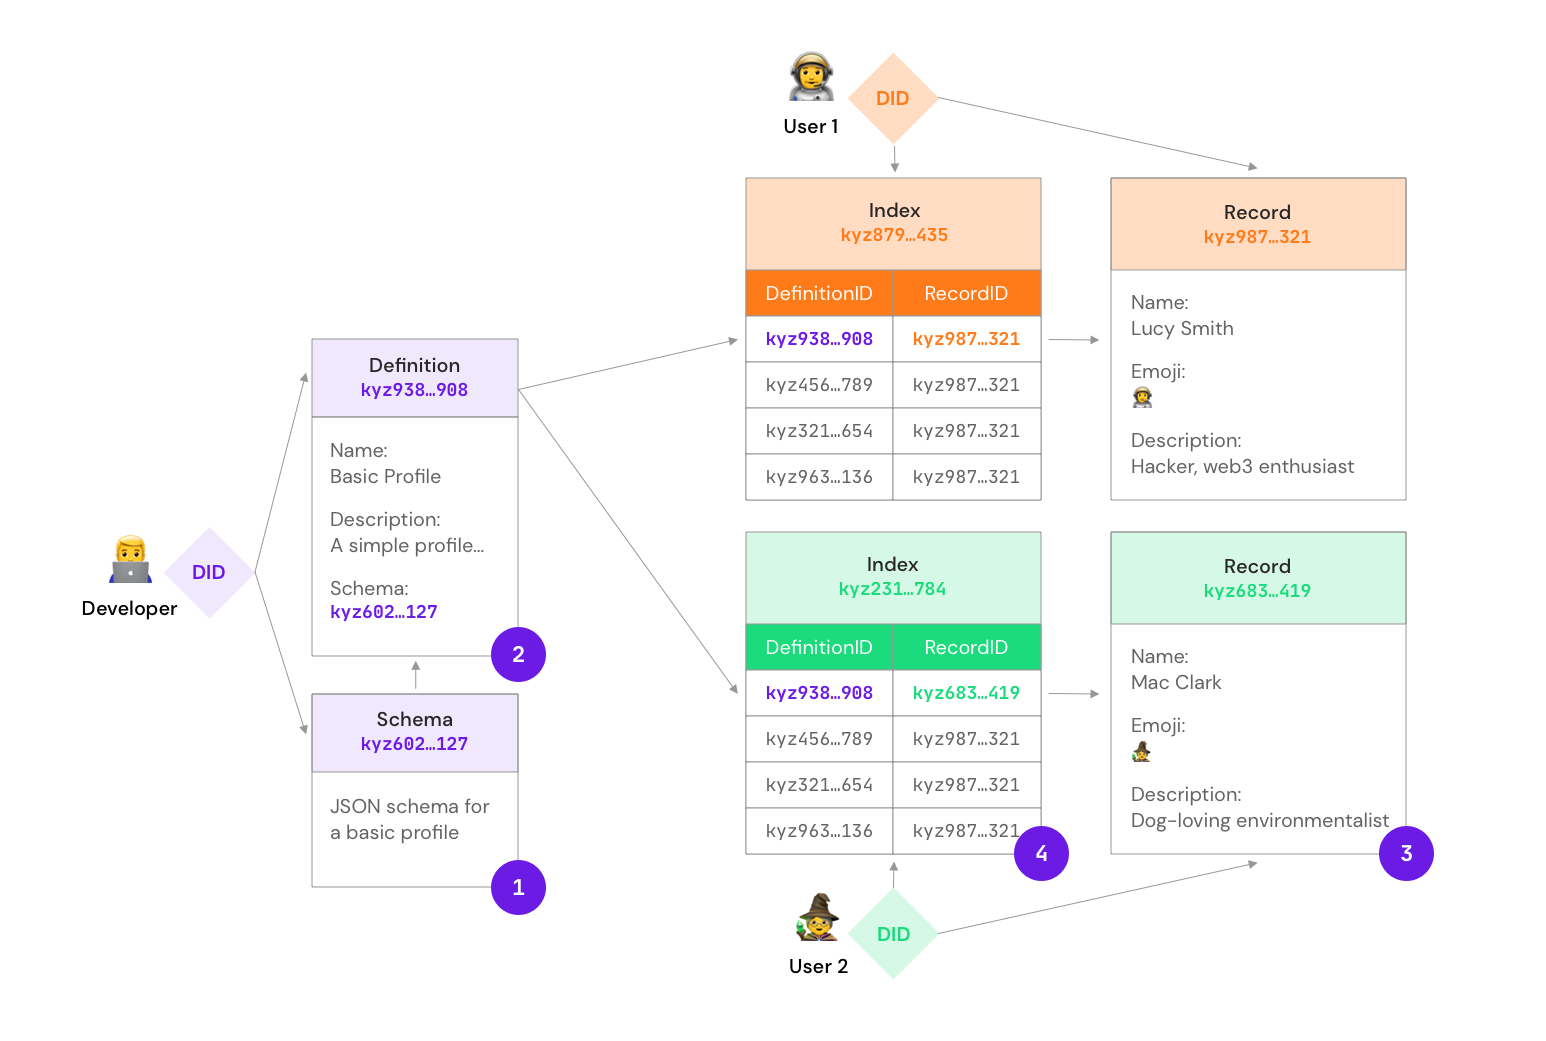 User 1
DID
Index
kyz879…435
DefinitionID RecordID
kyz938…908 kyz987…321
kyz456…789 kyz987…321
kyz321…654 kyz987…321
kyz963…136 kyz987…321
Record
kyz987…321
Name:
Lucy Smith
Emoji:
Description:
Hacker, web3 enthusiast
Definition
kyz938…908
Name:
Basic Profile
Description:
A simple profile…
Schema:
kyz602…127
2
Developer
DID
Schema
kyz602…127
JSON schema for
a basic profile
1
Index
kyz231…784
DefinitionID RecordID
kyz938…908 kyz683…419
kyz456…789 kyz987…321
kyz321…654 kyz987…321
kyz963…136 kyz987…321
4
Record
kyz683…419
Name:
Mac Clark
Emoji:
Description:
Dog-loving environmentalist
3
User 2
DID